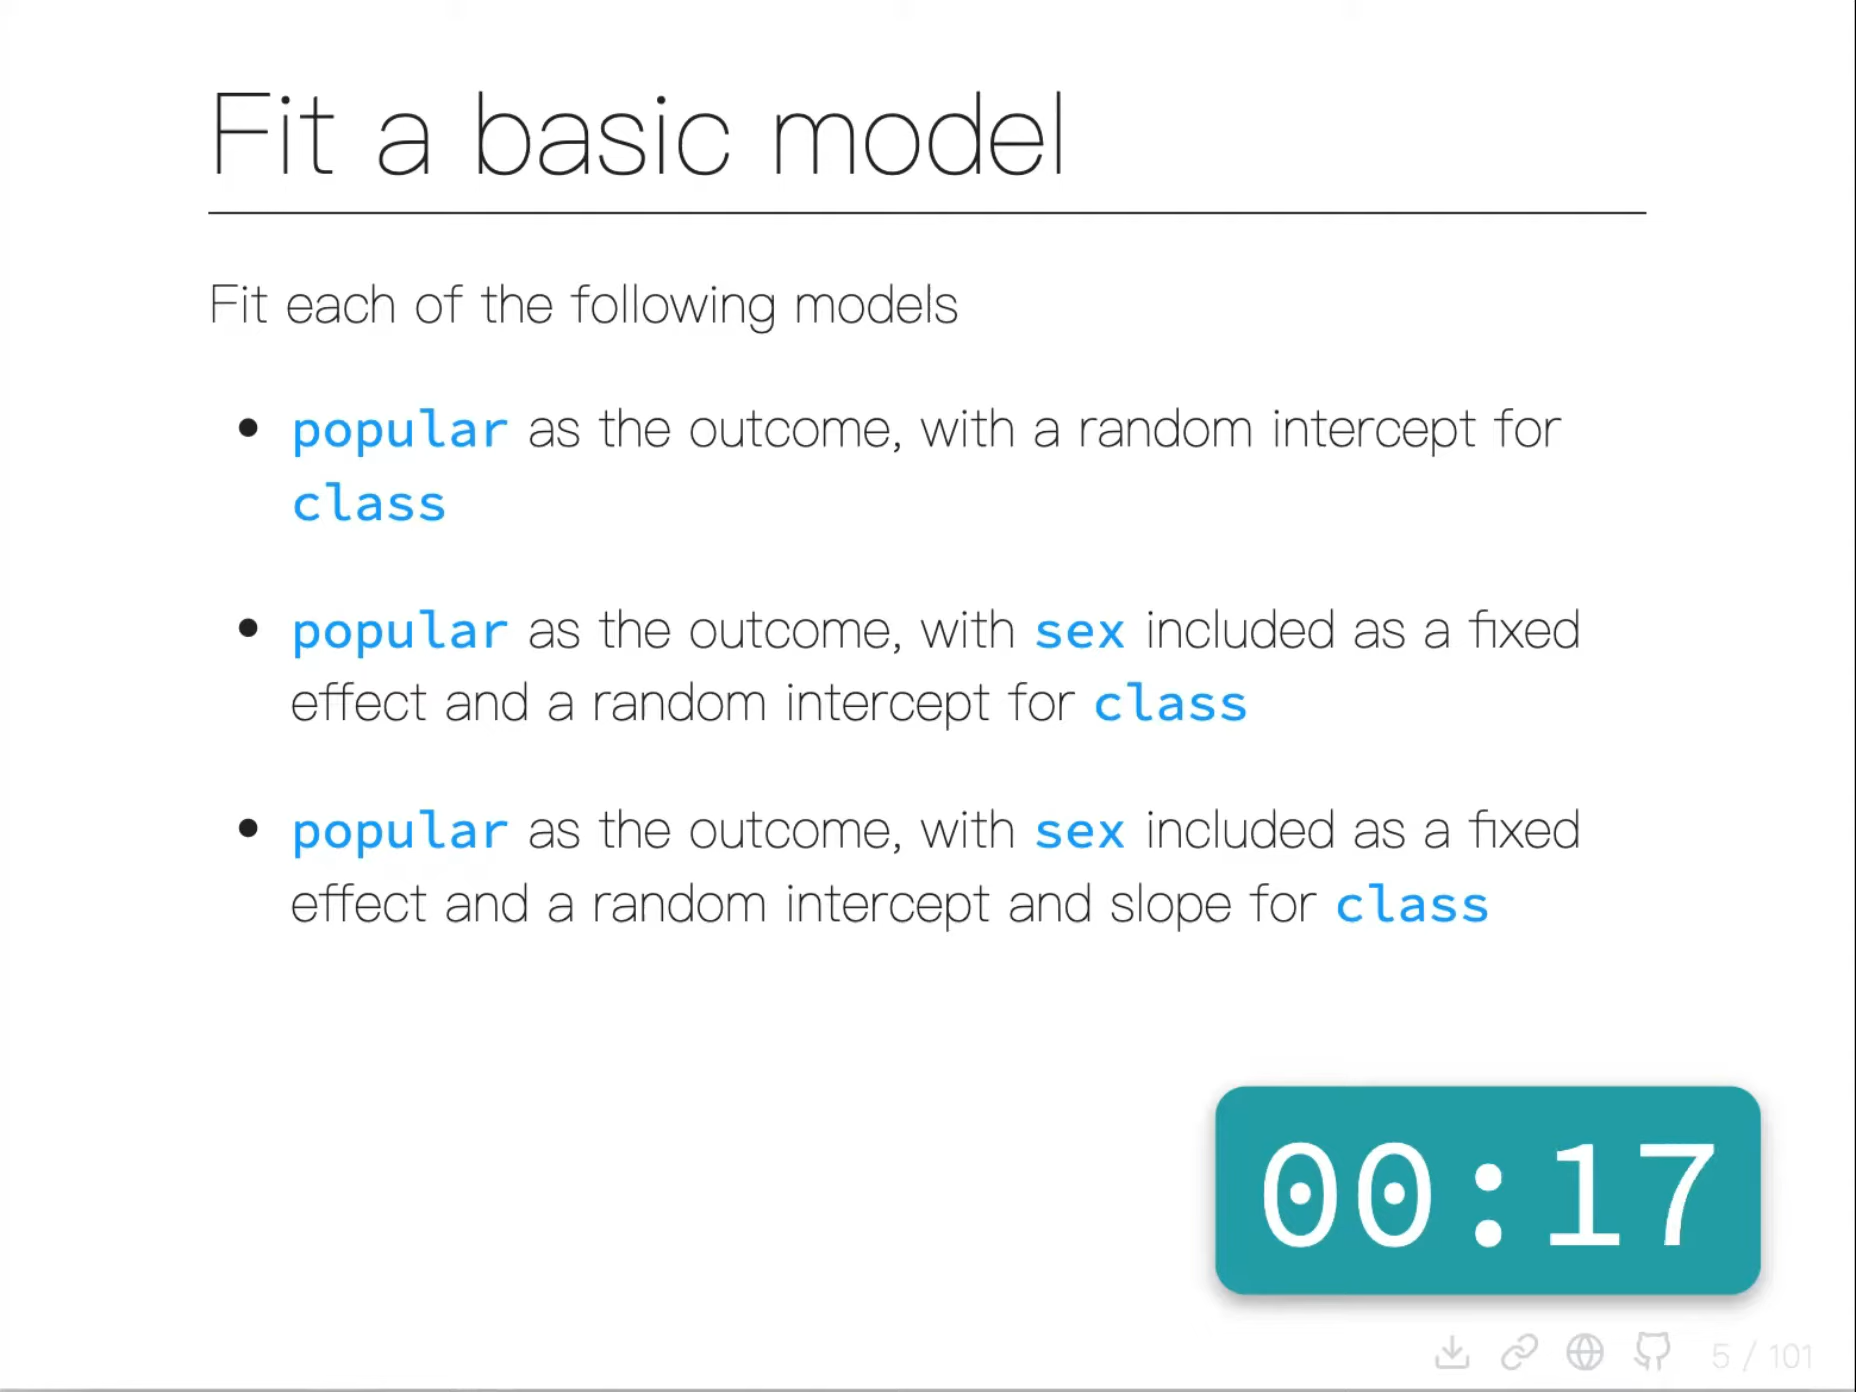 Fit a basic model
Fit each of the following models
• popular as the outcome, with a random intercept for
class
• popular as the outcome, with sex included as a fixed
effect and a random intercept for class
• popular as the outcome, with sex included as a fixed
effect and a random intercept and slope for class
00:17
5 / 101